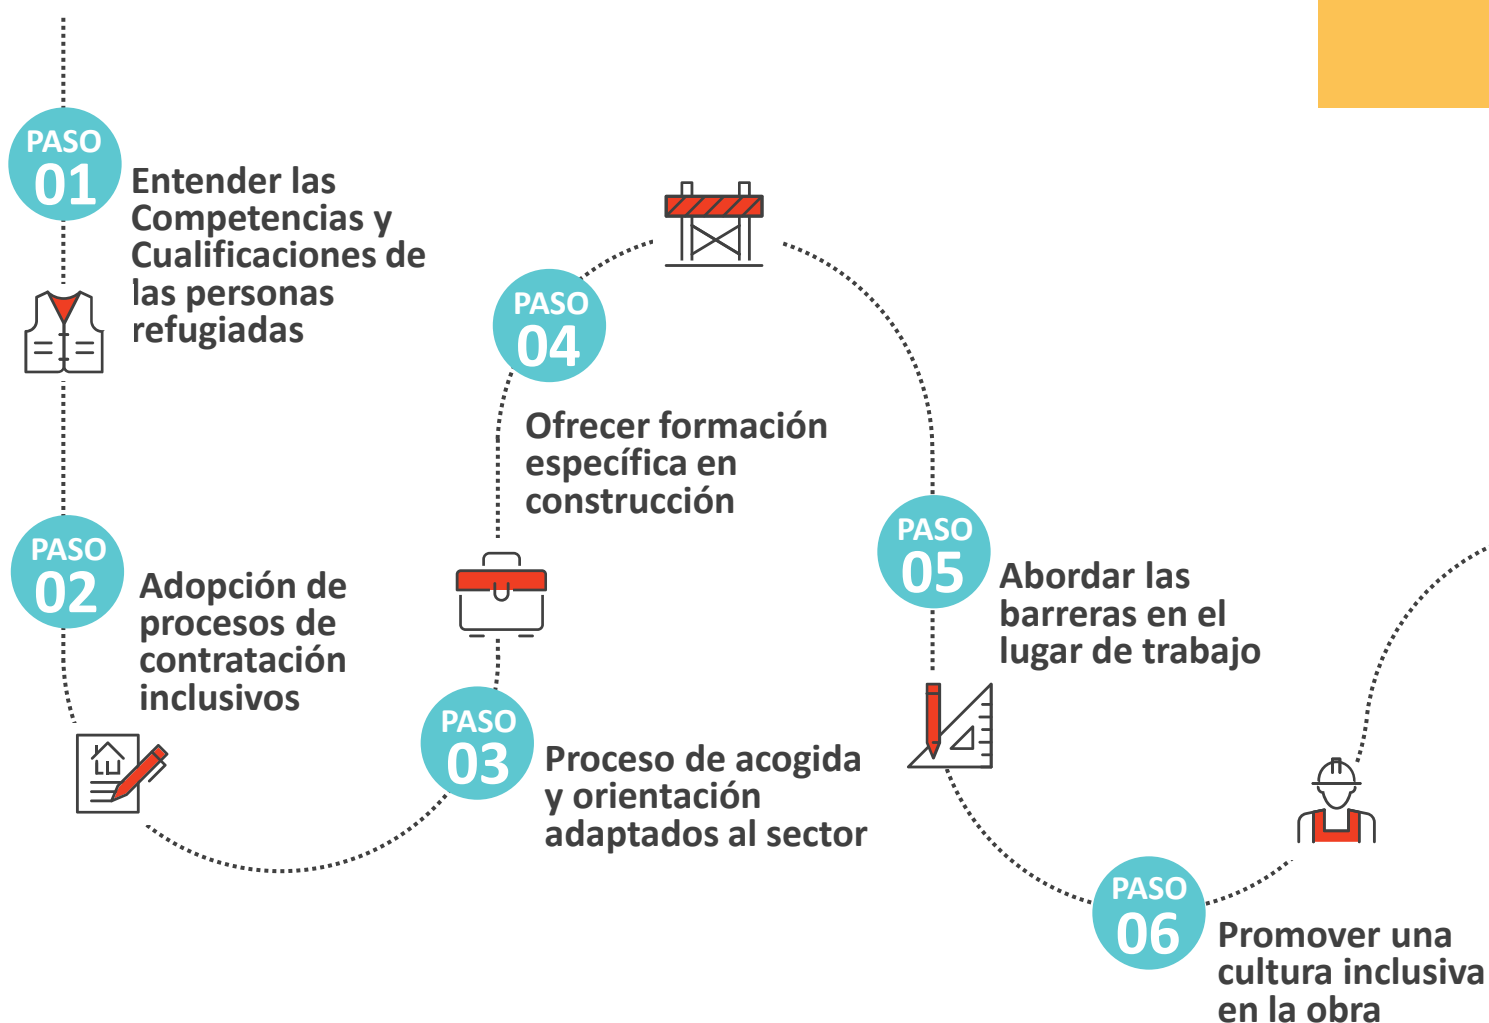 PASO
01
Entender las
Competencias y
Cualificaciones de
las personas
refugiadas
PASO
02
Adopción de
procesos de
contratación
inclusivos
PASO
03
Proceso de acogida
y orientación
adaptados al sector
PASO
04
Ofrecer formación
específica en
construcción
PASO
05
Abordar las
barreras en el
lugar de trabajo
PASO
06
Promover una
cultura inclusiva
en la obra